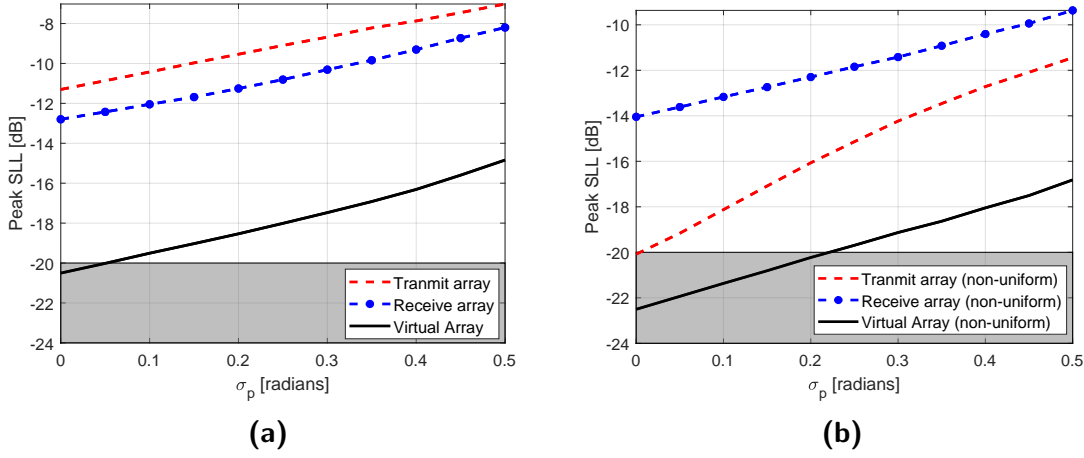 -8
-10
-12
-14
-16
-18
-20
-22
-24
Peak SLL [dB]
0 0.1 0.2 0.3 0.4 0.5
σp [radians]
Tranmit array
Receive array
Virtual Array
(a)
-10
-12
-14
-16
-18
-20
-22
-24
Peak SLL [dB]
0 0.1 0.2 0.3 0.4 0.5
σp [radians]
Tranmit array (non-uniform)
Receive array (non-uniform)
Virtual Array (non-uniform)
(b)